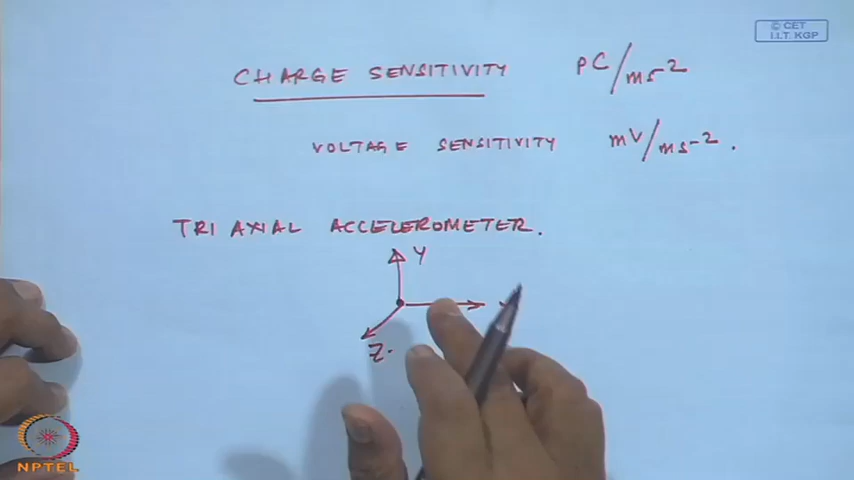 © CET
I.I.T. KGP
CHARGE SENSITIVITY pC/ms-2
VOLTAGE SENSITIVITY mV/ms-2.
TRI AXIAL ACCELEROMETER.
Y
Z.
NPTEL